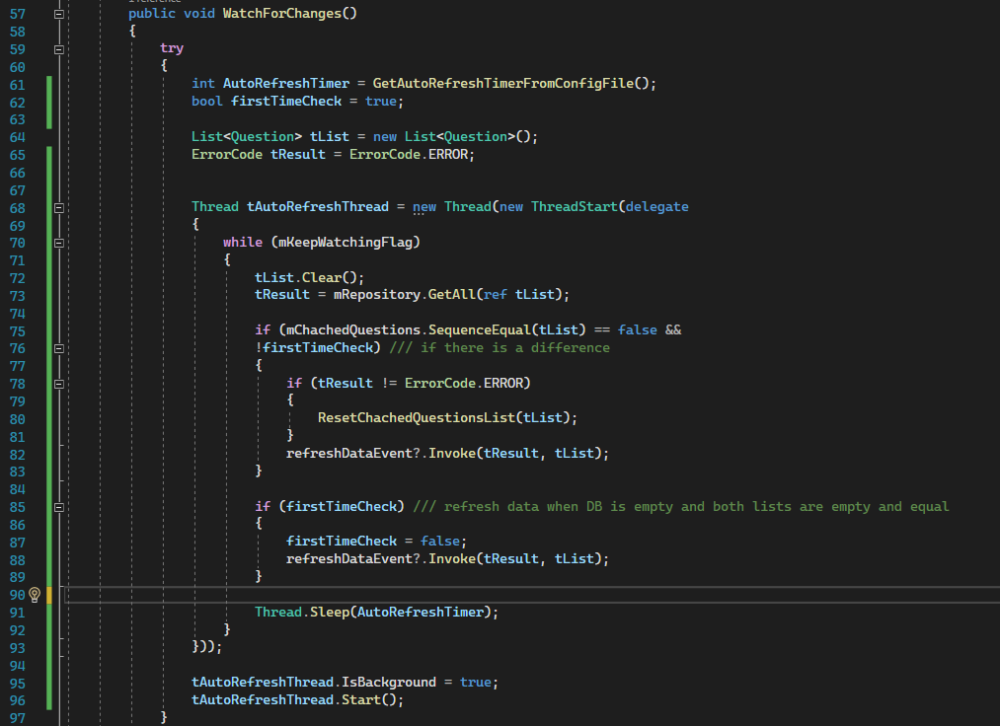 1 reference
57 public void WatchForChanges()
58 {
59 try
60 {
61 int AutoRefreshTimer = GetAutoRefreshTimerFromConfigFile();
62 bool firstTimeCheck = true;
63
64 List<Question> tList = new List<Question>();
65 ErrorCode tResult = ErrorCode.ERROR;
66
67
68 Thread tAutoRefreshThread = new Thread(new ThreadStart(delegate
69 {
70 while (mKeepWatchingFlag)
71 {
72 tList.Clear();
73 tResult = mRepository.GetAll(ref tList);
74
75 if (mChachedQuestions.SequenceEqual(tList) == false &&
76 !firstTimeCheck) /// if there is a difference
77 {
78 if (tResult != ErrorCode.ERROR)
79 {
80 ResetChachedQuestionsList(tList);
81 }
82 refreshDataEvent?.Invoke(tResult, tList);
83 }
84
85 if (firstTimeCheck) /// refresh data when DB is empty and both lists are empty and equal
86 {
87 firstTimeCheck = false;
88 refreshDataEvent?.Invoke(tResult, tList);
89 }
90
91 Thread.Sleep(AutoRefreshTimer);
92 }
93 }));
94
95 tAutoRefreshThread.IsBackground = true;
96 tAutoRefreshThread.Start();
97 }